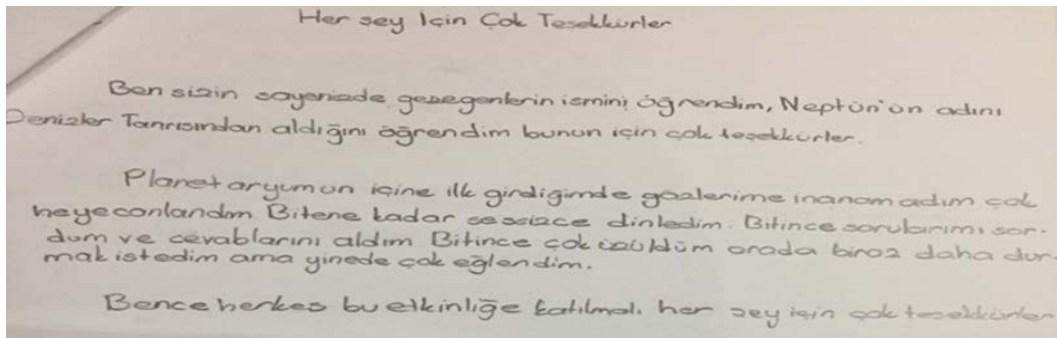 Her şey İçin Çok Teşekkürler
Ben sizin sayenizde gezegenlerin ismini öğrendim, Neptün'ün adını
Denizler Tanrısından aldığını öğrendim bunun için çok teşekkürler.
Planetaryumun içine ilk girdiğimde gözlerime inanamadım çok
heyecanlandım Bitene kadar sessizce dinledim. Bitince sorularımı sor-
dum ve cevablarını aldım Bitince çok üzüldüm orada biraz daha dur-
mak istedim ama yinede çok eğlendim.
Bence herkes bu etkinliğe katılmalı. her şey için çok teşekkürler